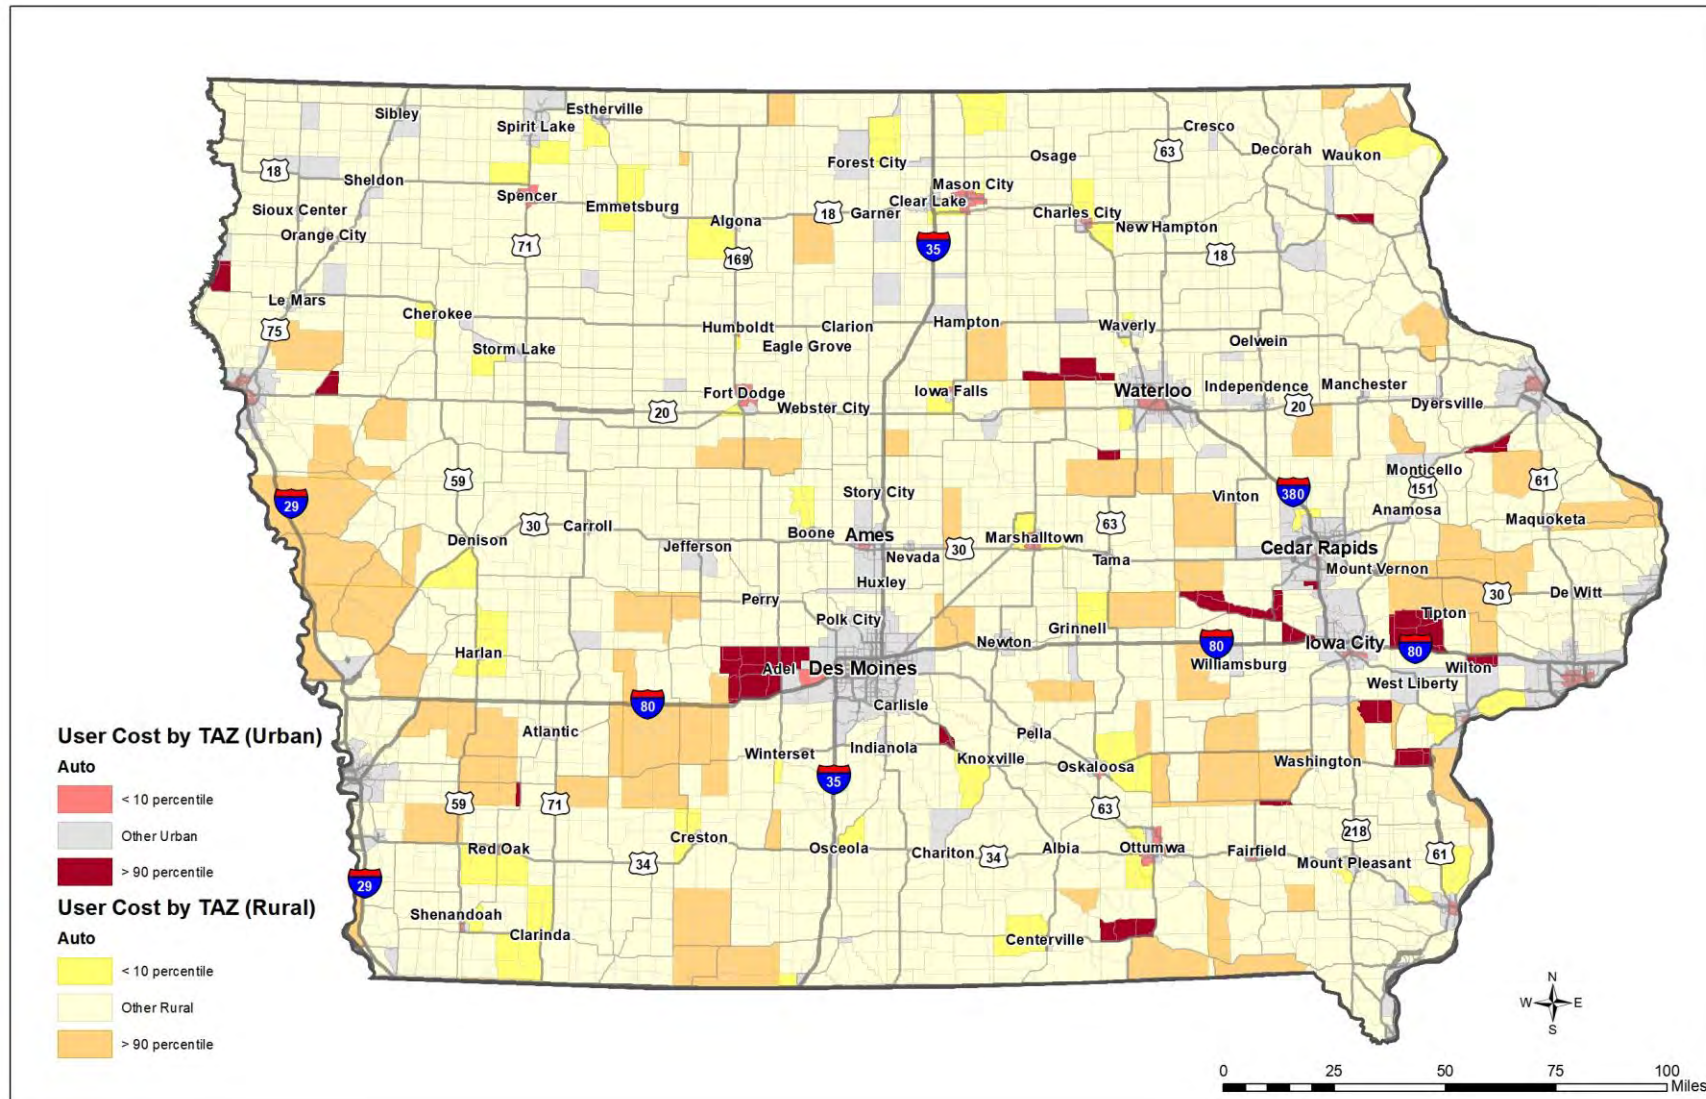 Sibley
Estherville
Spirit Lake
Cresco
63
Decorah
Waukon
Osage
Forest City
18
Sheldon
Mason City
Spencer
Clear Lake
Emmetsburg
Sioux Center
18
Garner
Charles City
Algona
New Hampton
Orange City
71
35
18
169
Le Mars
Cherokee
75
Humboldt
Clarion
Hampton
Waverly
Eagle Grove
Oelwein
Storm Lake
Fort Dodge
Iowa Falls
Waterloo
Independence
Manchester
20
Webster City
20
Dyersville
59
Monticello
151
61
29
Story City
380
Vinton
Anamosa
30
Carroll
Boone
Ames
63
Maquoketa
Denison
Jefferson
Nevada
30
Marshalltown
Cedar Rapids
Tama
Mount Vernon
Huxley
30
De Witt
Perry
Polk City
Tipton
Grinnell
Harlan
Newton
80
Iowa City
80
Adel
Des Moines
Williamsburg
Wilton
West Liberty
80
Carlisle
Atlantic
Pella
Winterset
Indianola
Knoxville
Oskaloosa
Washington
35
59
71
63
218
Creston
Red Oak
34
Osceola
Chariton
34
Albia
Ottumwa
Fairfield
Mount Pleasant
61
29
Shenandoah
Clarinda
Centerville
User Cost by TAZ (Urban)
Auto
< 10 percentile
Other Urban
> 90 percentile
User Cost by TAZ (Rural)
Auto
< 10 percentile
Other Rural
> 90 percentile
N
W E
S
0 25 50 75 100
Miles